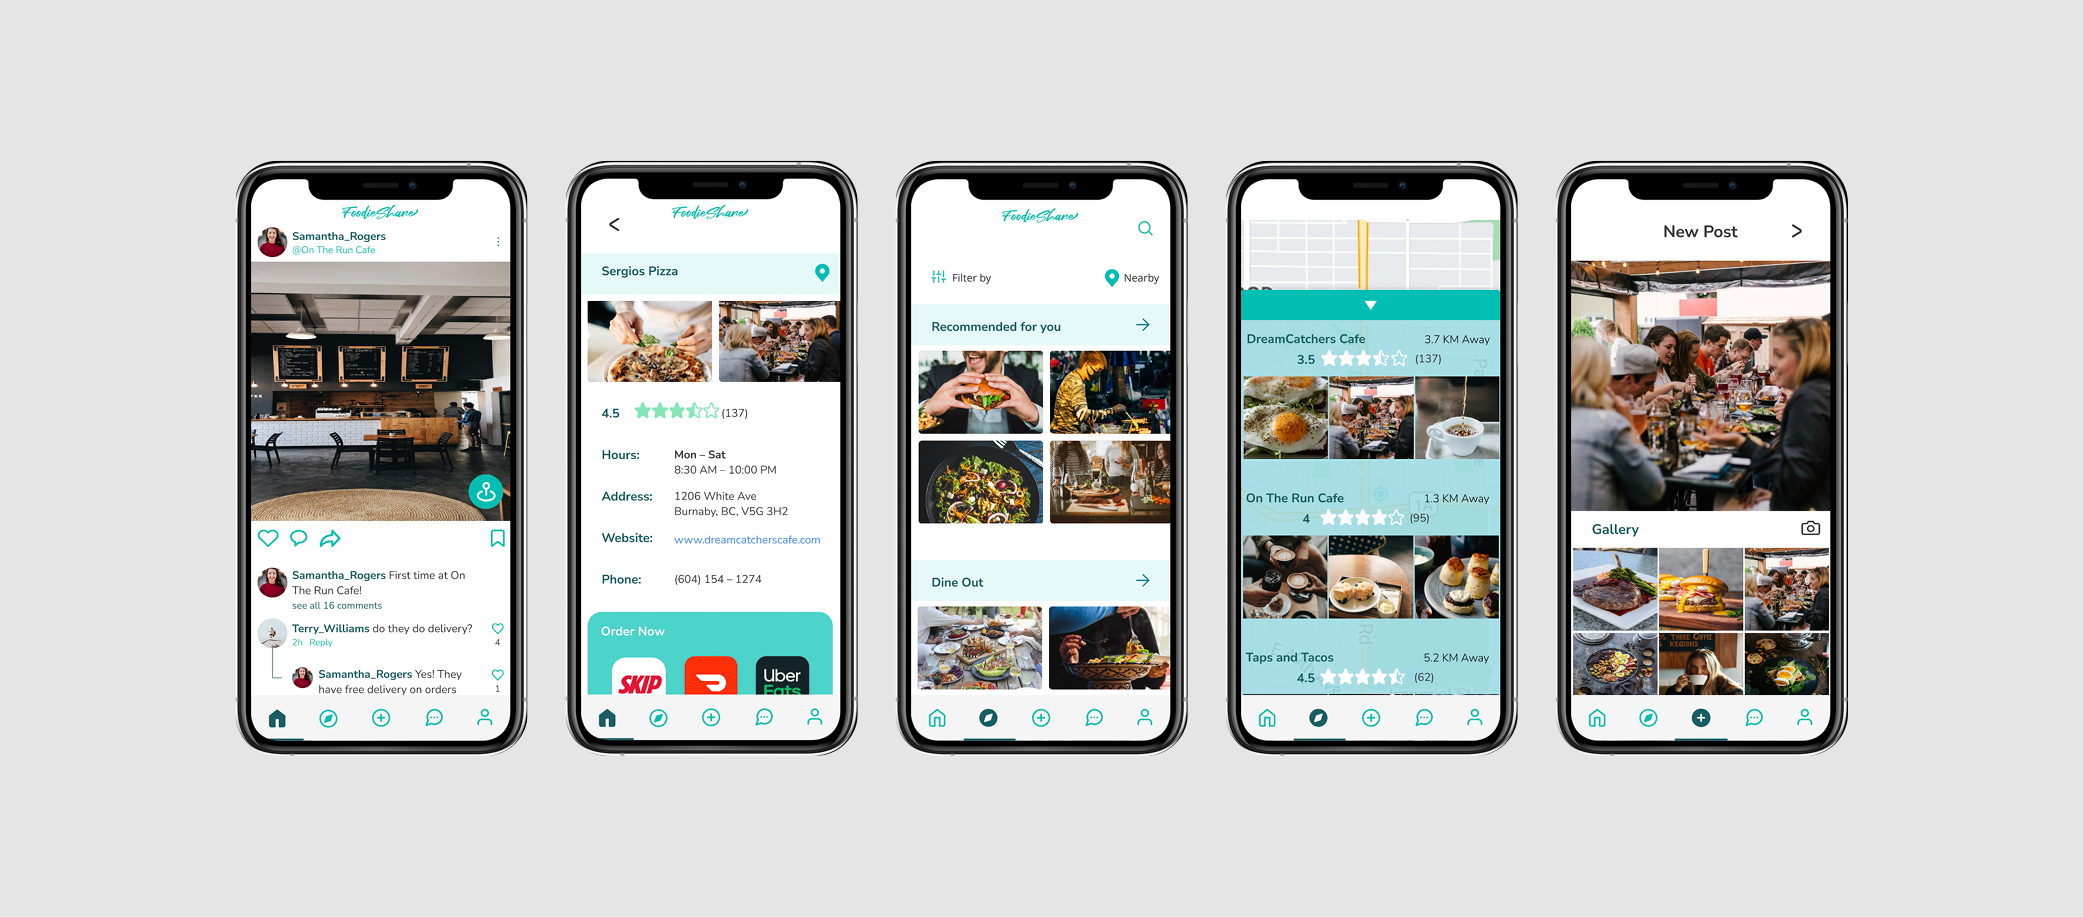 FoodieShare
Samantha_Rogers
@On The Run Cafe
Samantha_Rogers First time at On
The Run Cafe!
see all 16 comments
Terry_Williams do they do delivery?
2h Reply
4
Samantha_Rogers Yes! They
have free delivery on orders
1
<
FoodieShare
Sergios Pizza
4.5 (137)
Hours: Mon – Sat
8:30 AM – 10:00 PM
Address: 1206 White Ave
Burnaby, BC, V5G 3H2
Website: www.dreamcatcherscafe.com
Phone: (604) 154 – 1274
Order Now
SKIP
Uber
Eats
FoodieShare
Filter by
Nearby
Recommended for you
Dine Out
DreamCatchers Cafe 3.7 KM Away
3.5 (137)
On The Run Cafe 1.3 KM Away
1A
4 (95)
Rd
Taps and Tacos 5.2 KM Away
4.5 (62)
New Post >
Gallery
THREE COFFEE
REGIONS